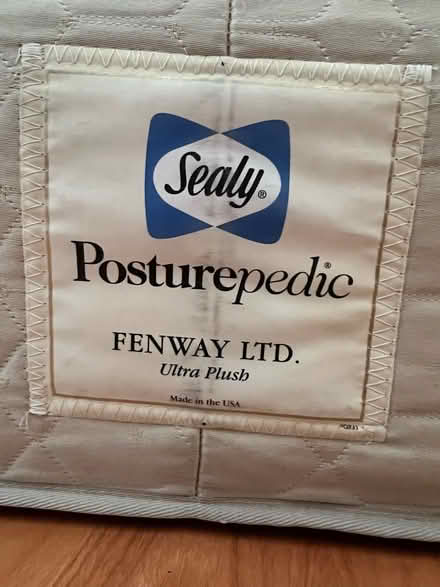 Sealy®
Posturepedic®
FENWAY LTD.
Ultra Plush
Made in the USA